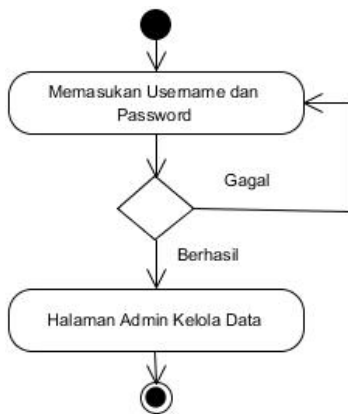 Memasukan Username dan
Password
Gagal
Berhasil
Halaman Admin Kelola Data